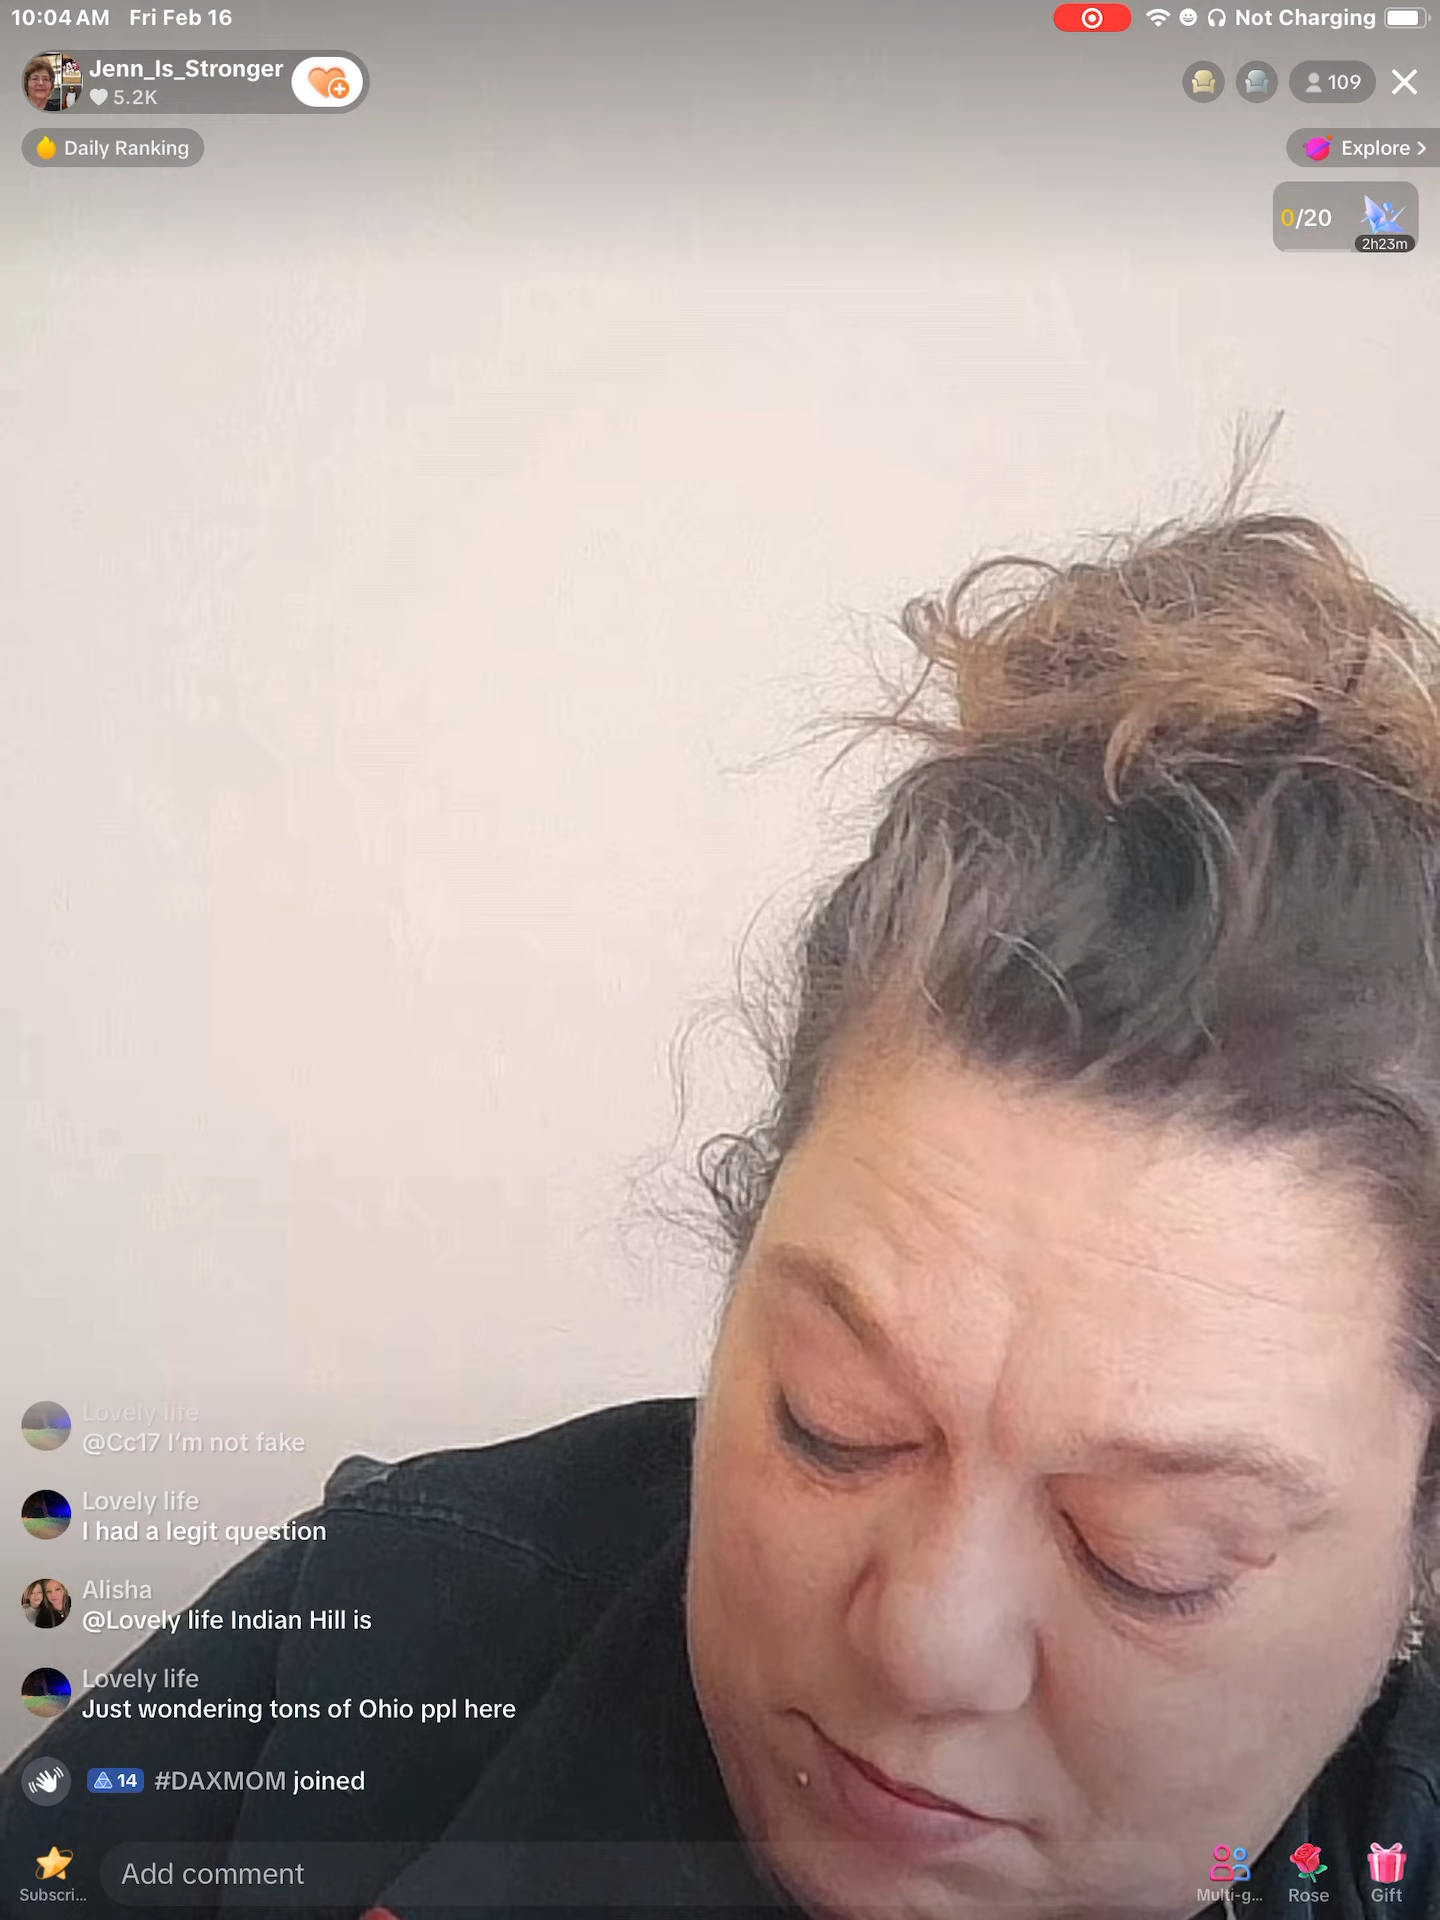 10:04 AM Fri Feb 16
Not Charging
Jenn_Is_Stronger
5.2K
109
Daily Ranking
Explore >
0/20
2h23m
Lovely life
@Cc17 I'm not fake
Lovely life
I had a legit question
Alisha
@Lovely life Indian Hill is
Lovely life
Just wondering tons of Ohio ppl here
14 #DAXMOM joined
Add comment
Subscri...
Multi-g...
Rose
Gift